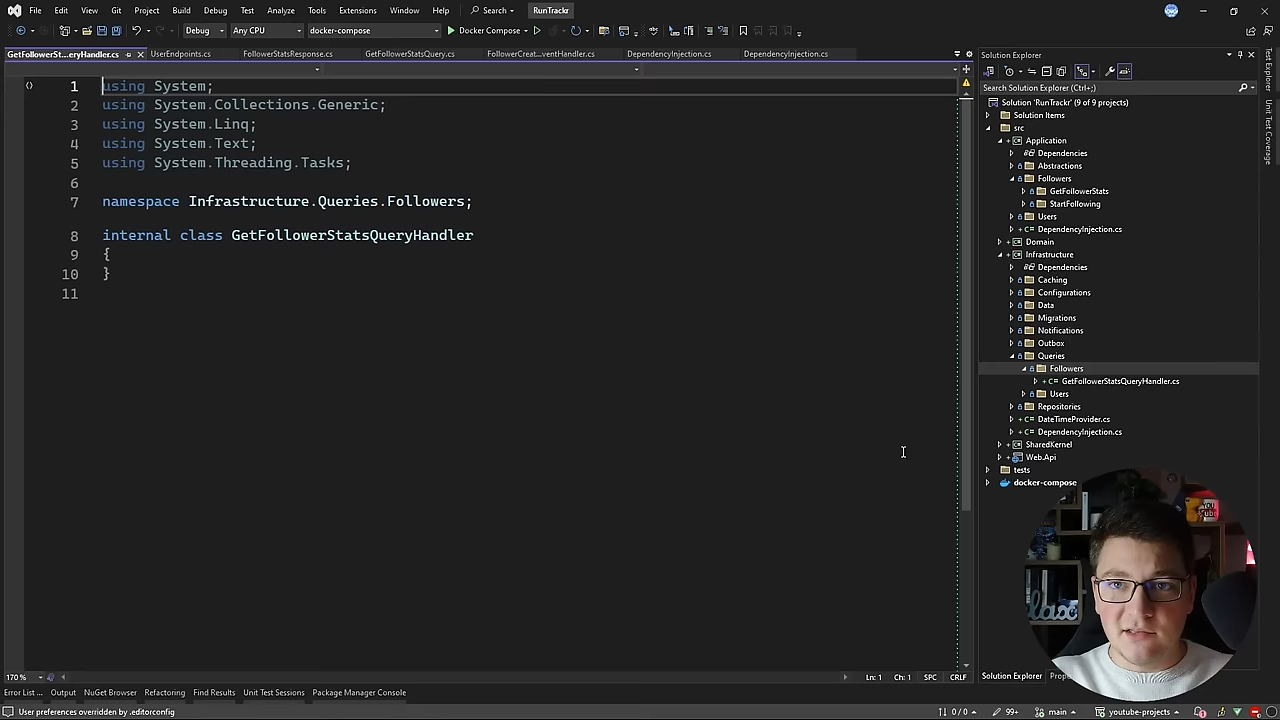 File Edit View Git Project Build Debug Test Analyze Tools Extensions Window Help Search RunTrackr
Debug Any CPU docker-compose Docker Compose
GetFollowerSt...eryHandler.cs UserEndpoints.cs FollowerStatsResponse.cs GetFollowerStatsQuery.cs FollowerCreat...ventHandler.cs DependencyInjection.cs DependencyInjection.cs
1 using System;
2 using System.Collections.Generic;
3 using System.Linq;
4 using System.Text;
5 using System.Threading.Tasks;
6
7 namespace Infrastructure.Queries.Followers;
8 internal class GetFollowerStatsQueryHandler
9 {
10 }
11
170 %
Ln: 1 Ch: 1 SPC CRLF
Solution Explorer
Search Solution Explorer (Ctrl+;)
Solution 'RunTrackr' (9 of 9 projects)
Solution Items
src
Application
Dependencies
Abstractions
Followers
GetFollowerStats
StartFollowing
Users
DependencyInjection.cs
Domain
Infrastructure
Dependencies
Caching
Configurations
Data
Migrations
Notifications
Outbox
Queries
Followers
GetFollowerStatsQueryHandler.cs
Users
Repositories
DateTimeProvider.cs
DependencyInjection.cs
SharedKernel
Web.Api
tests
docker-compose
Test Explorer
Unit Test Coverage
Solution Explorer
Error List ... Output NuGet Browser Refactoring Find Results Unit Test Sessions Package Manager Console
User preferences overridden by .editorconfig
0 / 0 99+ main youtube-projects